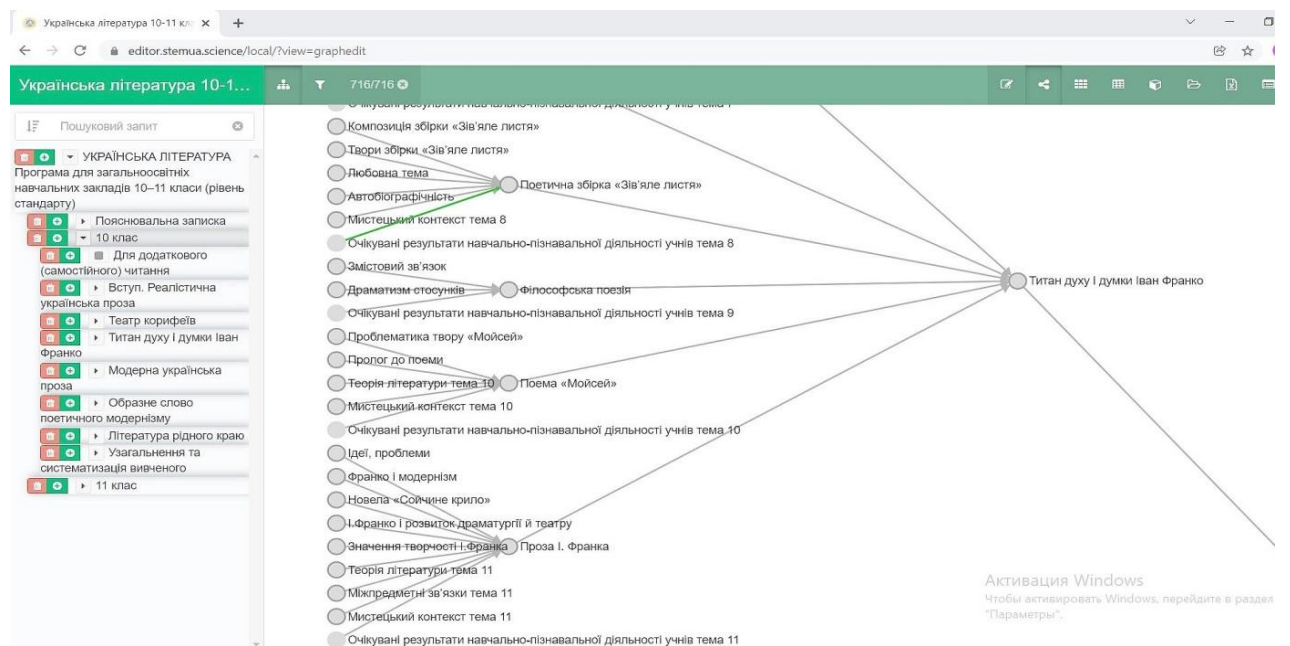 Українська література 10-11 кла
editor.stemua.science/local/?view=graphedit
Українська література 10-1...
716/716
Пошуковий запит
УКРАЇНСЬКА ЛІТЕРАТУРА
Програма для загальноосвітніх
навчальних закладів 10–11 класи (рівень
стандарту)
Пояснювальна записка
10 клас
Для додаткового
(самостійного) читання
Вступ. Реалістична
українська проза
Театр корифеїв
Титан духу І думки Іван
Франко
Модерна українська
проза
Образне слово
поетичного модернізму
Література рідного краю
Узагальнення та
систематизація вивченого
11 клас
Очікувані результати навчально-пізнавальної діяльності учнів тема 7
Композиція збірки «Зів'яле листя»
Твори збірки «Зів'яле листя»
Любовна тема
Поетична збірка «Зів'яле листя»
Автобіографічність
Мистецький контекст тема 8
Очікувані результати навчально-пізнавальної діяльності учнів тема 8
Змістовий зв'язок
Титан духу І думки Іван Франко
Драматизм стосунків
Філософська поезія
Очікувані результати навчально-пізнавальної діяльності учнів тема 9
Проблематика твору «Мойсей»
Пролог до поеми
Теорія літератури тема 10
Поема «Мойсей»
Мистецький контекст тема 10
Очікувані результати навчально-пізнавальної діяльності учнів тема 10
Ідеї, проблеми
Франко і модернізм
Новела «Сойчине крило»
І.Франко і розвиток драматургії й театру
Значення творчості І.Франка
Проза І. Франка
Теорія літератури тема 11
Міжпредметні зв'язки тема 11
Мистецький контекст тема 11
Очікувані результати навчально-пізнавальної діяльності учнів тема 11
Активация Windows
Чтобы активировать Windows, перейдите в раздел
"Параметры".